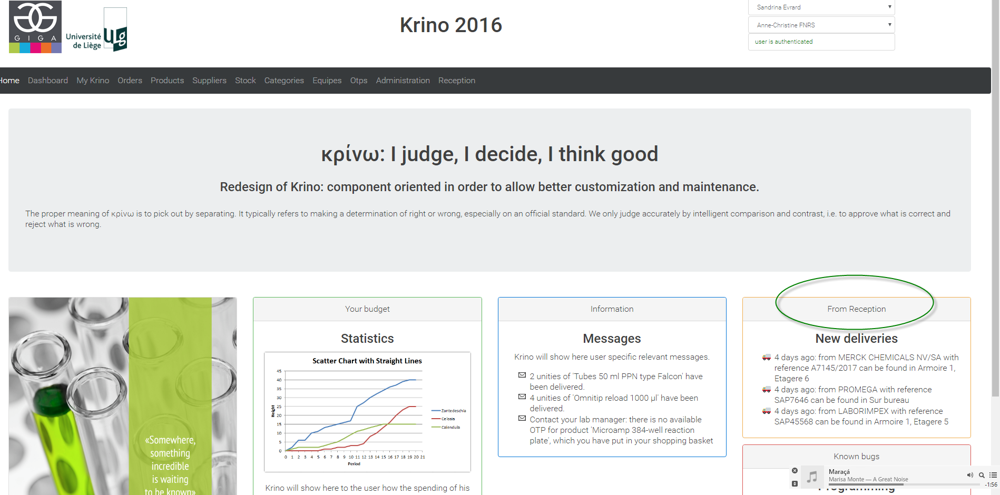 GIGA
Université
de Liège
ULg
Krino 2016
Sandrina Evrard
Anne-Christine FNRS
user is authenticated
Home Dashboard My Krino Orders Products Suppliers Stock Categories Equipes Otps Administration Reception
κρίνω: I judge, I decide, I think good
Redesign of Krino: component oriented in order to allow better customization and maintenance.
The proper meaning of κρίνω is to pick out by separating. It typically refers to making a determination of right or wrong, especially on an official standard. We only judge accurately by intelligent comparison and contrast, i.e. to approve what is correct and
reject what is wrong.
«Somewhere,
something
incredible
is waiting
to be known»
Your budget
Statistics
Scatter Chart with Straight Lines
45
40
35
30
25
20
15
10
5
0
Height
0 1 2 3 4 5 6 7 8 9 10 11 12 13 14 15 16 17 18 19 20 21
Period
Zantedeschia
Celosia
Calendula
Krino will show here to the user how the spending of his
Information
Messages
Krino will show here user specific relevant messages.
2 unities of 'Tubes 50 ml PPN type Falcon' have
been delivered.
4 unities of 'Omnitip reload 1000 µl' have been
delivered.
Contact your lab manager: there is no available
OTP for product 'Microamp 384-well reaction
plate', which you have put in your shopping basket
From Reception
New deliveries
4 days ago: from MERCK CHEMICALS NV/SA with
reference A7145/2017 can be found in Armoire 1,
Etagere 6
4 days ago: from PROMEGA with reference
SAP7646 can be found in Sur bureau
4 days ago: from LABORIMPEX with reference
SAP45568 can be found in Armoire 1, Etagere 5
Known bugs
Programming
Maraçá
Marisa Monte — A Great Noise
-1:56